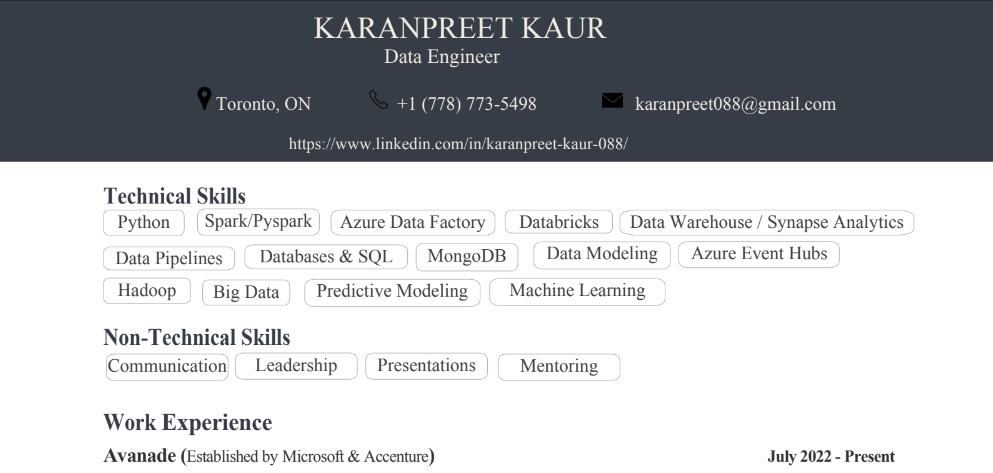 KARANPREET KAUR
Data Engineer
Toronto, ON +1 (778) 773-5498 karanpreet088@gmail.com
https://www.linkedin.com/in/karanpreet-kaur-088/
Technical Skills
Python Spark/Pyspark Azure Data Factory Databricks Data Warehouse / Synapse Analytics
Data Pipelines Databases & SQL MongoDB Data Modeling Azure Event Hubs
Hadoop Big Data Predictive Modeling Machine Learning
Non-Technical Skills
Communication Leadership Presentations Mentoring
Work Experience
Avanade (Established by Microsoft & Accenture) July 2022 - Present